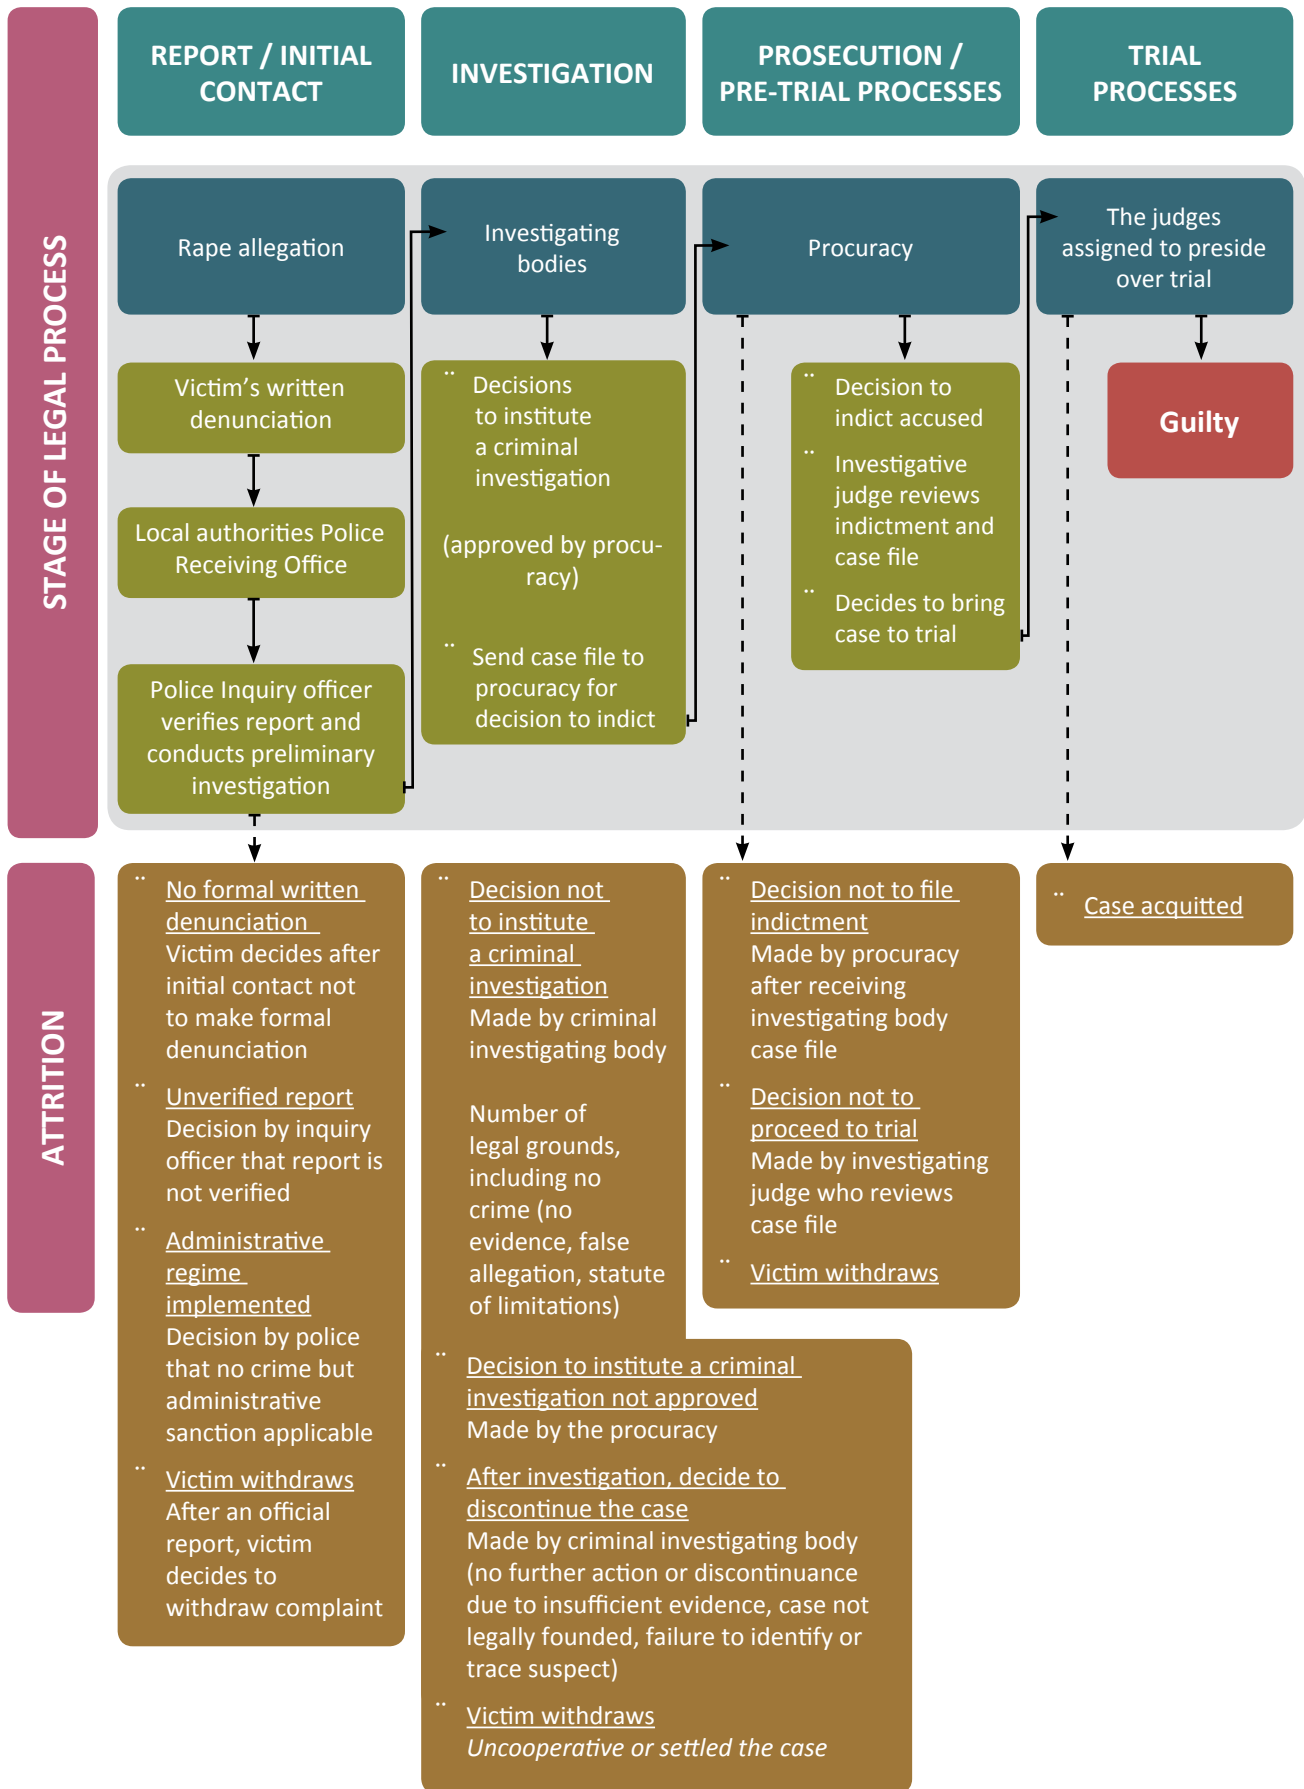 REPORT / INITIAL
CONTACT
INVESTIGATION
PROSECUTION /
PRE-TRIAL PROCESSES
TRIAL
PROCESSES
STAGE OF LEGAL PROCESS
Rape allegation
Investigating
bodies
Procuracy
The judges
assigned to preside
over trial
Victim's written
denunciation
Local authorities Police
Receiving Office
Police Inquiry officer
verifies report and
conducts preliminary
investigation
¨ Decisions
to institute
a criminal
investigation
(approved by procu-
racy)
¨ Send case file to
procuracy for
decision to indict
¨ Decision to
indict accused
¨ Investigative
judge reviews
indictment and
case file
¨ Decides to bring
case to trial
Guilty
ATTRITION
¨ No formal written
denunciation
Victim decides after
initial contact not
to make formal
denunciation
¨ Unverified report
Decision by inquiry
officer that report is
not verified
¨ Administrative
regime
implemented
Decision by police
that no crime but
administrative
sanction applicable
¨ Victim withdraws
After an official
report, victim
decides to
withdraw complaint
¨ Decision not
to institute
a criminal
investigation
Made by criminal
investigating body
Number of
legal grounds,
including no
crime (no
evidence, false
allegation, statute
of limitations)
¨ Decision to institute a criminal
investigation not approved
Made by the procuracy
¨ After investigation, decide to
discontinue the case
Made by criminal investigating body
(no further action or discontinuance
due to insufficient evidence, case not
legally founded, failure to identify or
trace suspect)
¨ Victim withdraws
Uncooperative or settled the case
¨ Decision not to file
indictment
Made by procuracy
after receiving
investigating body
case file
¨ Decision not to
proceed to trial
Made by investigating
judge who reviews
case file
¨ Victim withdraws
¨ Case acquitted